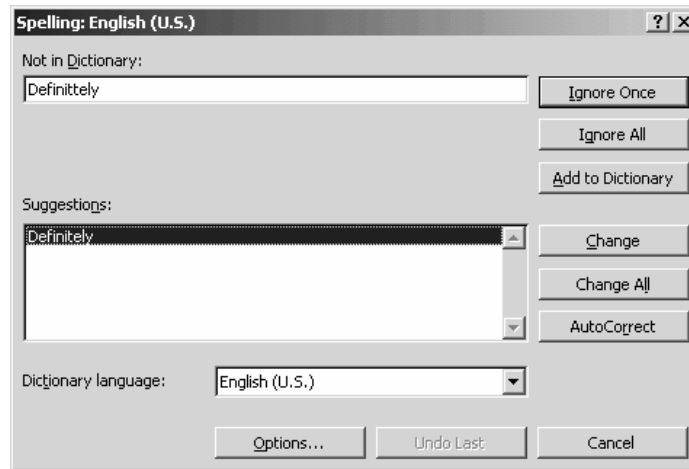 Spelling: English (U.S.)
Not in Dictionary:
Definittely
Ignore Once
Ignore All
Add to Dictionary
Suggestions:
Definitely
Change
Change All
AutoCorrect
Dictionary language:
English (U.S.)
Options...
Undo Last
Cancel